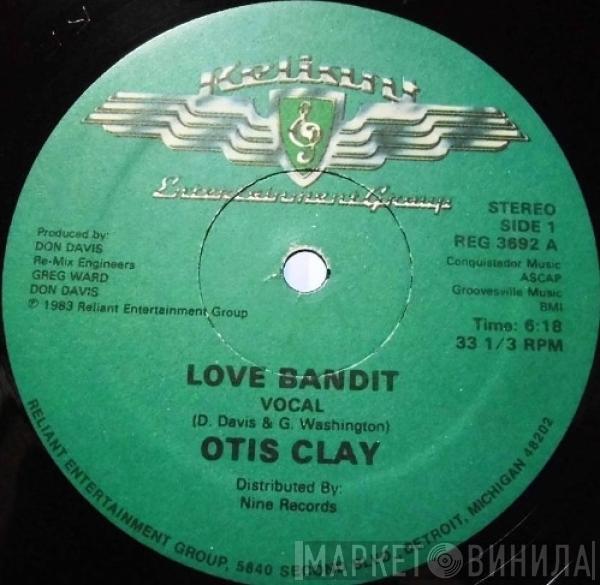 Reliant
Entertainment Group
STEREO
SIDE 1
REG 3692 A
Conquistador Music
ASCAP
Groovesville Music
BMI
Time: 6:18
33 1/3 RPM
Produced by:
DON DAVIS
Re-Mix Engineers
GREG WARD
DON DAVIS
℗ 1983 Reliant Entertainment Group
LOVE BANDIT
VOCAL
(D. Davis & G. Washington)
OTIS CLAY
Distributed By:
Nine Records
RELIANT ENTERTAINMENT GROUP, 5840 SECOND BLVD., DETROIT, MICHIGAN 48202
МАРКЕТ ВИНИЛА